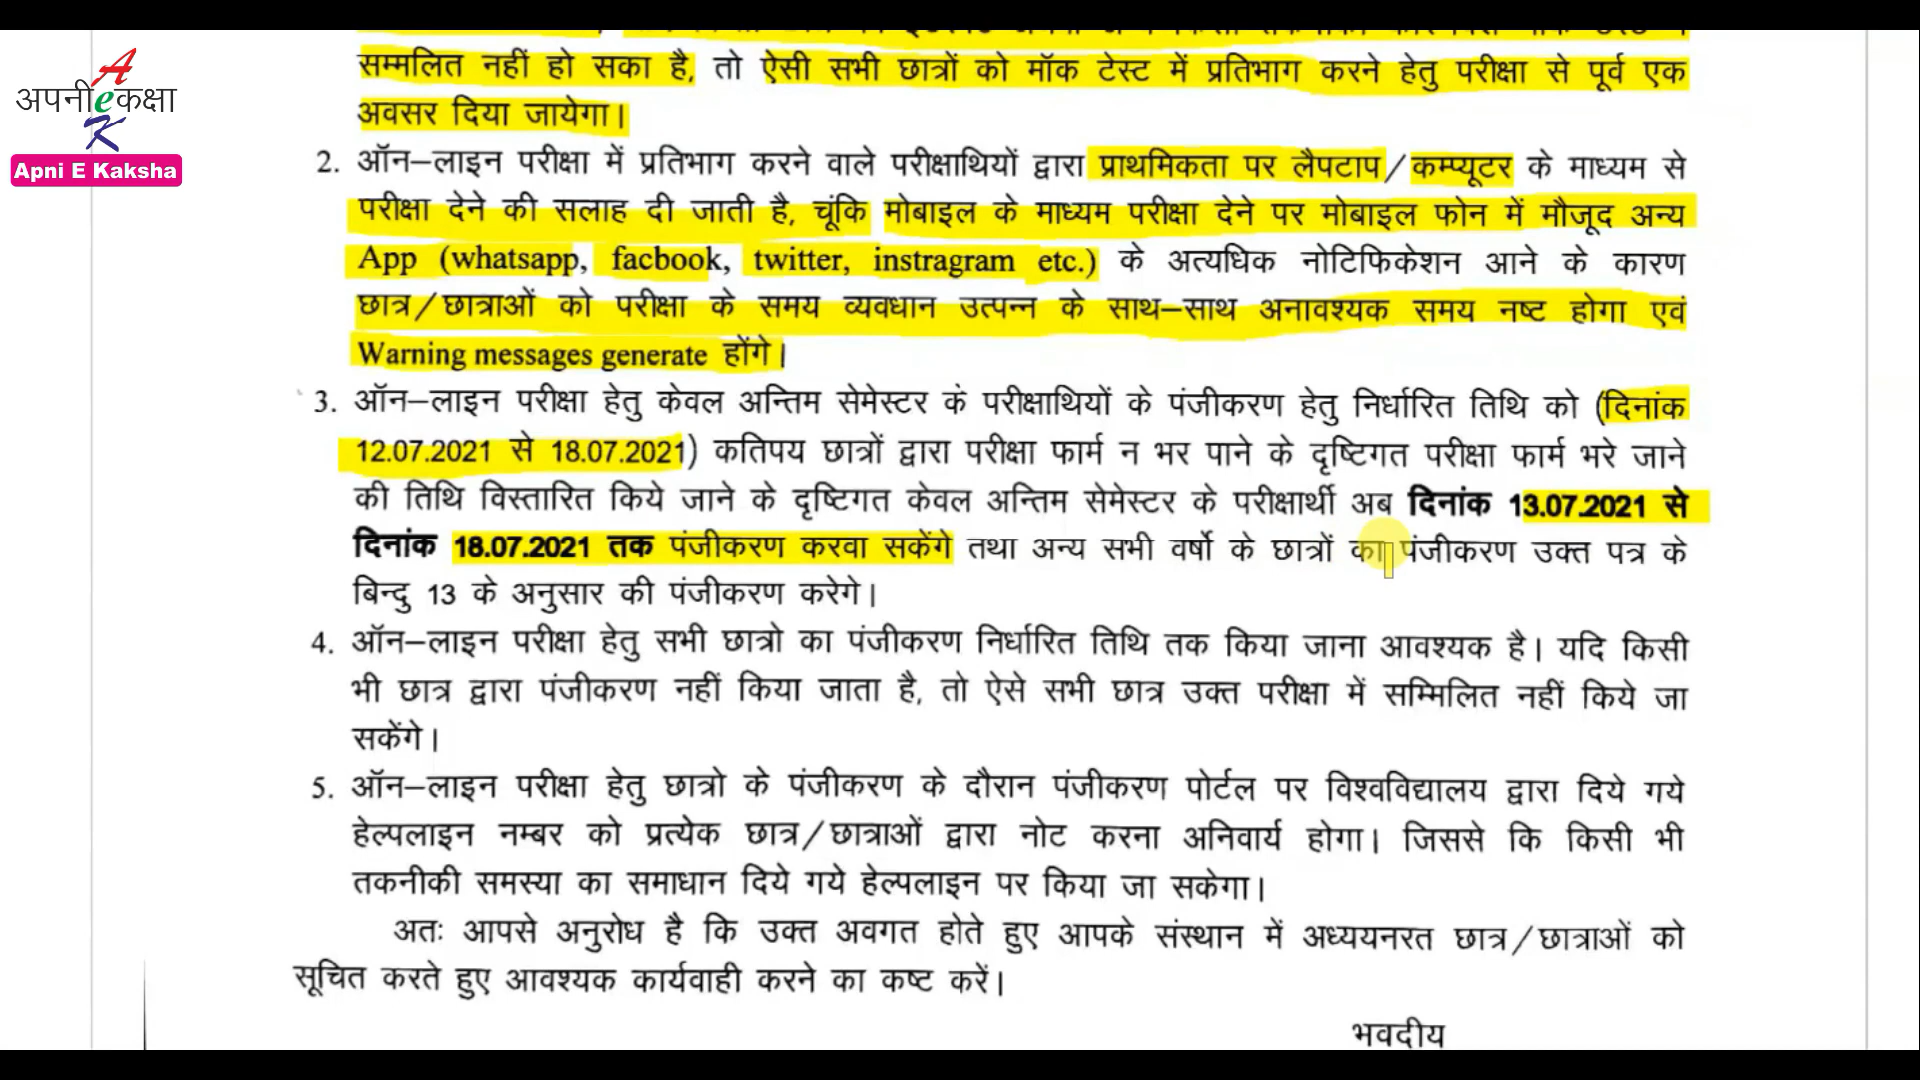 A
अपनी e कक्षा
K
Apni E Kaksha
सम्मलित नहीं हो सका है, तो ऐसी सभी छात्रों को मॉक टेस्ट में प्रतिभाग करने हेतु परीक्षा से पूर्व एक
अवसर दिया जायेगा।
2. ऑन–लाइन परीक्षा में प्रतिभाग करने वाले परीक्षाथियों द्वारा प्राथमिकता पर लैपटाप/कम्प्यूटर के माध्यम से
परीक्षा देने की सलाह दी जाती है, चूंकि मोबाइल के माध्यम परीक्षा देने पर मोबाइल फोन में मौजूद अन्य
App (whatsapp, facbook, twitter, instragram etc.) के अत्यधिक नोटिफिकेशन आने के कारण
छात्र/छात्राओं को परीक्षा के समय व्यवधान उत्पन्न के साथ–साथ अनावश्यक समय नष्ट होगा एवं
Warning messages generate होंगे।
3. ऑन–लाइन परीक्षा हेतु केवल अन्तिम सेमेस्टर कं परीक्षाथियों के पंजीकरण हेतु निर्धारित तिथि को (दिनांक
12.07.2021 से 18.07.2021) कतिपय छात्रों द्वारा परीक्षा फार्म न भर पाने के दृष्टिगत परीक्षा फार्म भरे जाने
की तिथि विस्तारित किये जाने के दृष्टिगत केवल अन्तिम सेमेस्टर के परीक्षार्थी अब दिनांक 13.07.2021 से
दिनांक 18.07.2021 तक पंजीकरण करवा सकेंगे तथा अन्य सभी वर्षो के छात्रों का पंजीकरण उक्त पत्र के
बिन्दु 13 के अनुसार की पंजीकरण करेगे।
4. ऑन–लाइन परीक्षा हेतु सभी छात्रो का पंजीकरण निर्धारित तिथि तक किया जाना आवश्यक है। यदि किसी
भी छात्र द्वारा पंजीकरण नहीं किया जाता है, तो ऐसे सभी छात्र उक्त परीक्षा में सम्मिलित नहीं किये जा
सकेंगे।
5. ऑन–लाइन परीक्षा हेतु छात्रो के पंजीकरण के दौरान पंजीकरण पोर्टल पर विश्वविद्यालय द्वारा दिये गये
हेल्पलाइन नम्बर को प्रत्येक छात्र/छात्राओं द्वारा नोट करना अनिवार्य होगा। जिससे कि किसी भी
तकनीकी समस्या का समाधान दिये गये हेल्पलाइन पर किया जा सकेगा।
अतः आपसे अनुरोध है कि उक्त अवगत होते हुए आपके संस्थान में अध्ययनरत छात्र/छात्राओं को
सूचित करते हुए आवश्यक कार्यवाही करने का कष्ट करें।
भवदीय